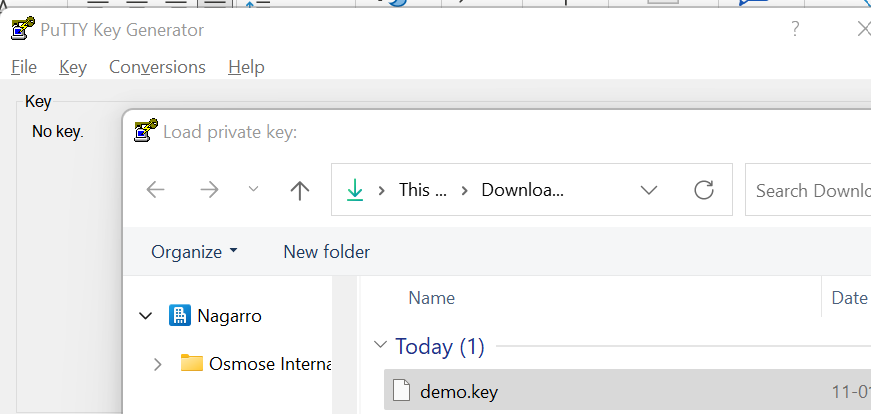 PuTTY Key Generator ?
File Key Conversions Help
Key
No key.
Load private key:
This ... Downloa...
Search Downlo
Organize New folder
Name Date
Nagarro
Today (1)
Osmose Interna
demo.key 11-01